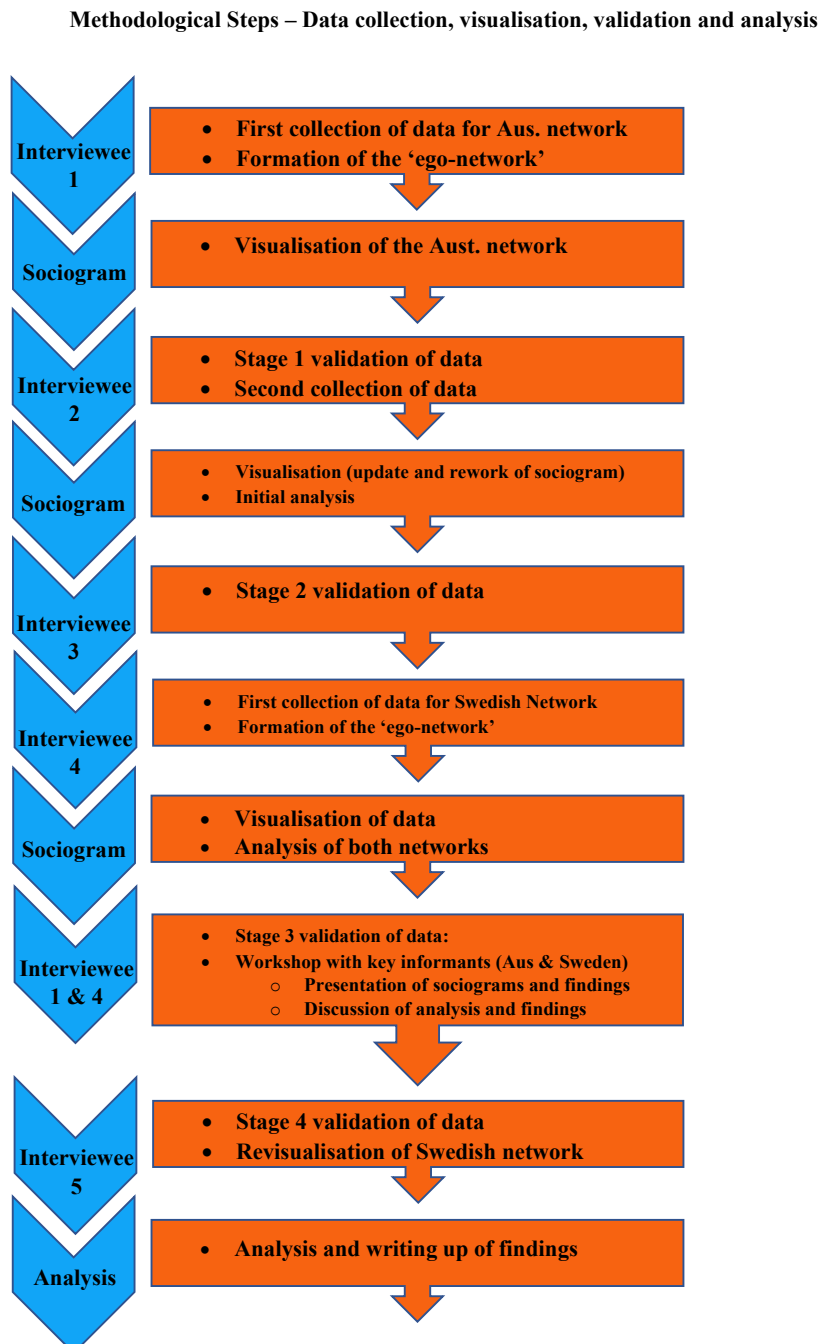 Methodological Steps – Data collection, visualisation, validation and analysis
Interviewee
1
• First collection of data for Aus. network
• Formation of the ‘ego-network’
Sociogram
• Visualisation of the Aust. network
Interviewee
2
• Stage 1 validation of data
• Second collection of data
Sociogram
• Visualisation (update and rework of sociogram)
• Initial analysis
Interviewee
3
• Stage 2 validation of data
Interviewee
4
• First collection of data for Swedish Network
• Formation of the ‘ego-network’
Sociogram
• Visualisation of data
• Analysis of both networks
Interviewee
1 & 4
• Stage 3 validation of data:
• Workshop with key informants (Aus & Sweden)
o Presentation of sociograms and findings
o Discussion of analysis and findings
Interviewee
5
• Stage 4 validation of data
• Revisualisation of Swedish network
Analysis
• Analysis and writing up of findings